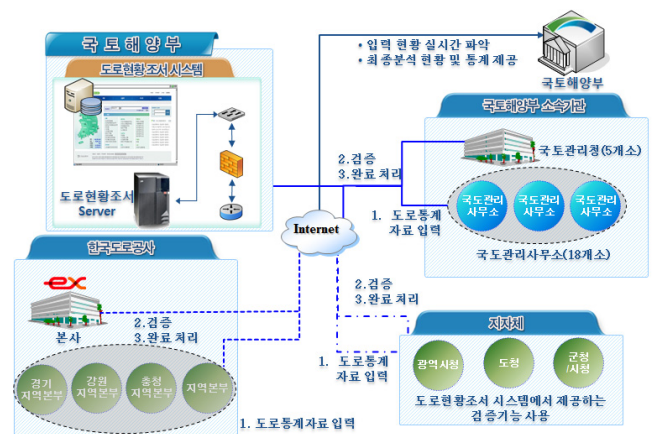 국토해양부
도로현황조서시스템
도로현황조서
Server
• 입력 현황 실시간 파악
• 최종분석 현황 및 통계 제공
국토해양부
국토해양부 소속기관
국토관리청(5개소)
2.검증
3.완료 처리
국토관리
사무소
국토관리
사무소
국토관리
사무소
1. 도로통계
자료 입력
국토관리사무소(18개소)
Internet
한국도로공사
ex
본사
2.검증
3.완료 처리
경기
지역본부
강원
지역본부
충청
지역본부
지역본부
1. 도로통계자료 입력
2.검증
3.완료 처리
1. 도로통계
자료 입력
지자체
광역시청
도청
군청
/시청
도로현황조서 시스템에서 제공하는
검증기능 사용